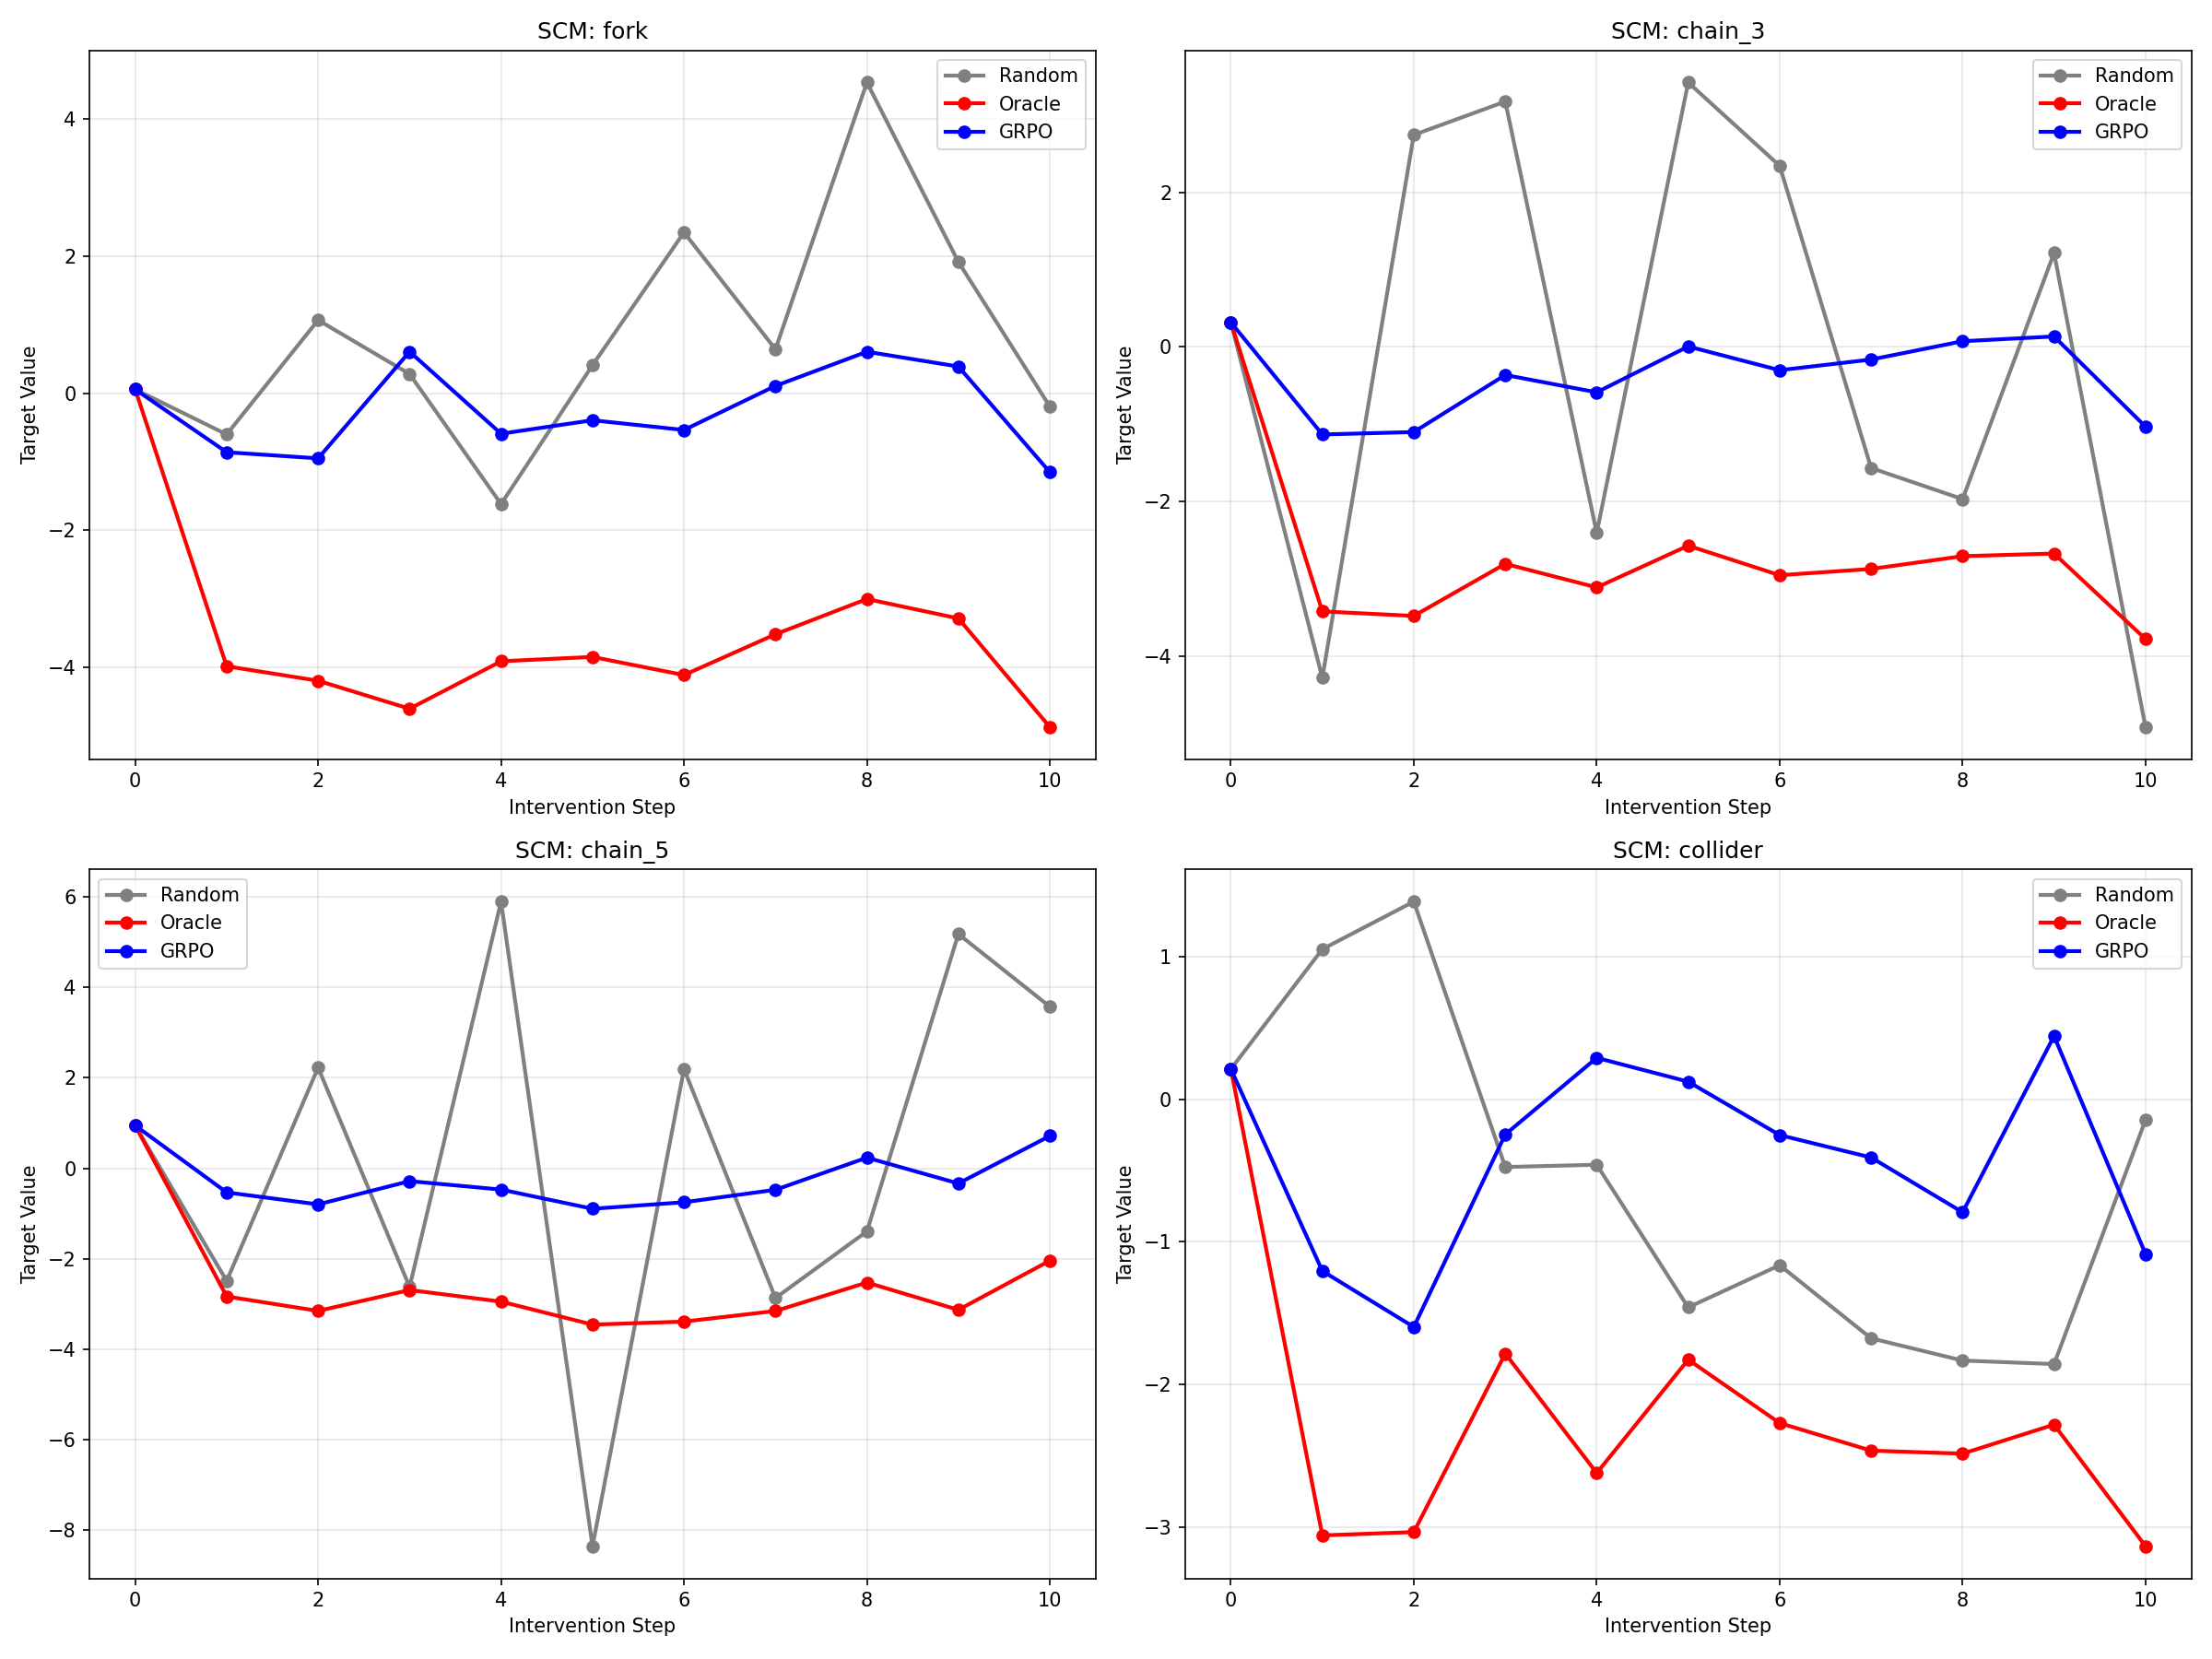 SCM: fork
Target Value
4
2
0
−2
−4
Random
Oracle
GRPO
0 2 4 6 8 10
Intervention Step
SCM: chain_3
Target Value
2
0
−2
−4
Random
Oracle
GRPO
0 2 4 6 8 10
Intervention Step
SCM: chain_5
Target Value
6
4
2
0
−2
−4
−6
−8
Random
Oracle
GRPO
0 2 4 6 8 10
Intervention Step
SCM: collider
Target Value
1
0
−1
−2
−3
Random
Oracle
GRPO
0 2 4 6 8 10
Intervention Step